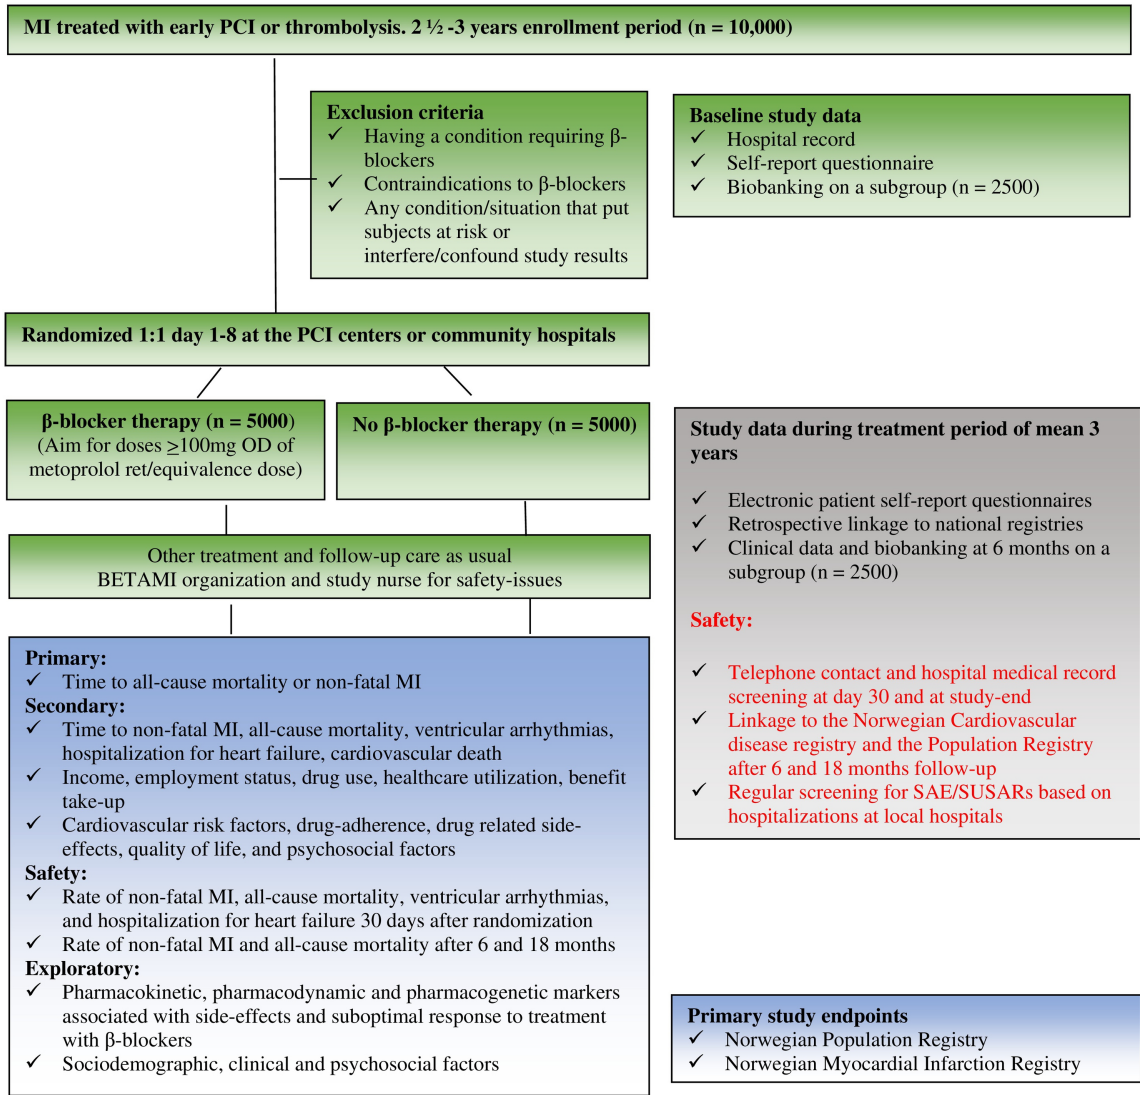 MI treated with early PCI or thrombolysis. 2 ½ -3 years enrollment period (n = 10,000)
Exclusion criteria
✓ Having a condition requiring β-
blockers
✓ Contraindications to β-blockers
✓ Any condition/situation that put
subjects at risk or
interfere/confound study results
Baseline study data
✓ Hospital record
✓ Self-report questionnaire
✓ Biobanking on a subgroup (n = 2500)
Randomized 1:1 day 1-8 at the PCI centers or community hospitals
β-blocker therapy (n = 5000)
(Aim for doses ≥100mg OD of
metoprolol ret/equivalence dose)
No β-blocker therapy (n = 5000)
Other treatment and follow-up care as usual
BETAMI organization and study nurse for safety-issues
Study data during treatment period of mean 3
years
✓ Electronic patient self-report questionnaires
✓ Retrospective linkage to national registries
✓ Clinical data and biobanking at 6 months on a
subgroup (n = 2500)
Safety:
✓ Telephone contact and hospital medical record
screening at day 30 and at study-end
✓ Linkage to the Norwegian Cardiovascular
disease registry and the Population Registry
after 6 and 18 months follow-up
✓ Regular screening for SAE/SUSARs based on
hospitalizations at local hospitals
Primary:
✓ Time to all-cause mortality or non-fatal MI
Secondary:
✓ Time to non-fatal MI, all-cause mortality, ventricular arrhythmias,
hospitalization for heart failure, cardiovascular death
✓ Income, employment status, drug use, healthcare utilization, benefit
take-up
✓ Cardiovascular risk factors, drug-adherence, drug related side-
effects, quality of life, and psychosocial factors
Safety:
✓ Rate of non-fatal MI, all-cause mortality, ventricular arrhythmias,
and hospitalization for heart failure 30 days after randomization
✓ Rate of non-fatal MI and all-cause mortality after 6 and 18 months
Exploratory:
✓ Pharmacokinetic, pharmacodynamic and pharmacogenetic markers
associated with side-effects and suboptimal response to treatment
with β-blockers
✓ Sociodemographic, clinical and psychosocial factors
Primary study endpoints
✓ Norwegian Population Registry
✓ Norwegian Myocardial Infarction Registry